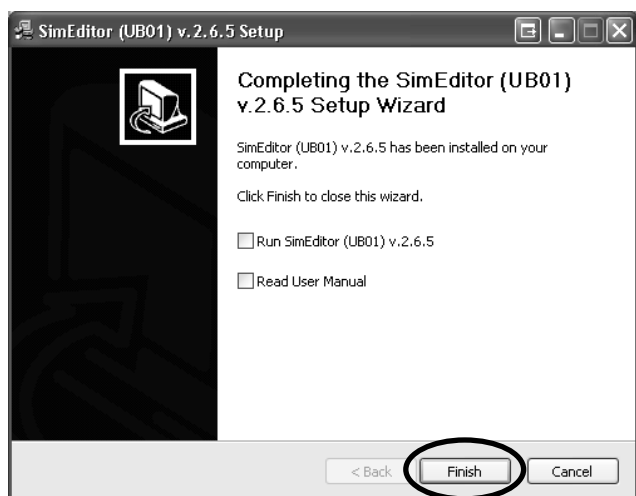 SimEditor (UB01) v.2.6.5 Setup
Completing the SimEditor (UB01)
v.2.6.5 Setup Wizard
SimEditor (UB01) v.2.6.5 has been installed on your
computer.
Click Finish to close this wizard.
Run SimEditor (UB01) v.2.6.5
Read User Manual
< Back
Finish
Cancel